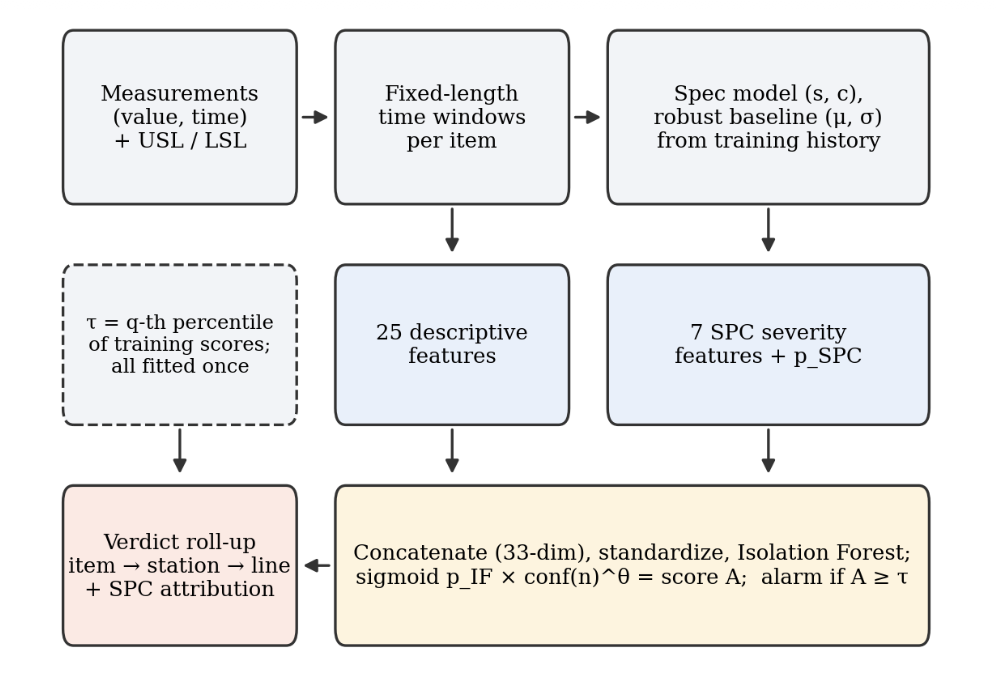 Measurements
(value, time)
+ USL / LSL
Fixed-length
time windows
per item
Spec model (s, c),
robust baseline (μ, σ)
from training history
τ = q-th percentile
of training scores;
all fitted once
25 descriptive
features
7 SPC severity
features + p_SPC
Verdict roll-up
item → station → line
+ SPC attribution
Concatenate (33-dim), standardize, Isolation Forest;
sigmoid p_IF × conf(n)^θ = score A;  alarm if A ≥ τ